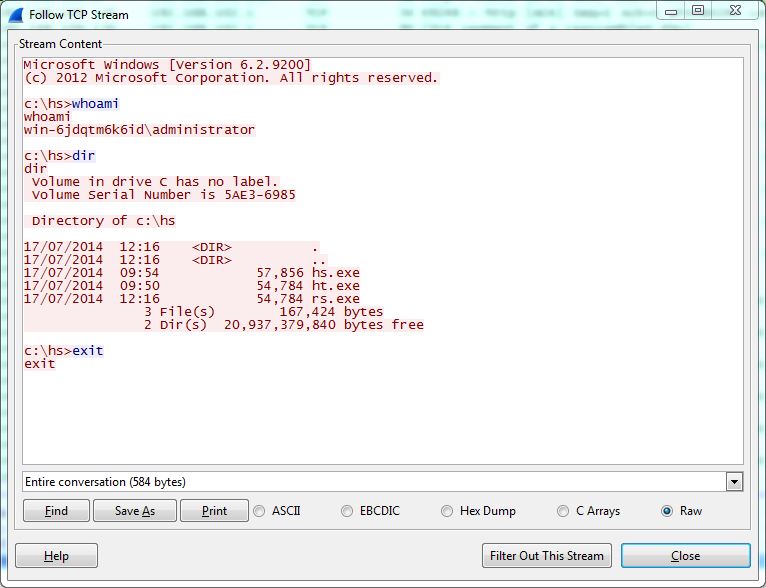 Follow TCP Stream
Stream Content
Microsoft Windows [Version 6.2.9200]
(c) 2012 Microsoft Corporation. All rights reserved.
c:\hs>whoami
whoami
win-6jdqtm6k6id\administrator
c:\hs>dir
dir
Volume in drive C has no label.
Volume Serial Number is 5AE3-6985
Directory of c:\hs
17/07/2014  12:16    <DIR>          .
17/07/2014  12:16    <DIR>          ..
17/07/2014  09:54            57,856 hs.exe
17/07/2014  09:50            54,784 ht.exe
17/07/2014  12:16            54,784 rs.exe
3 File(s)        167,424 bytes
2 Dir(s)  20,937,379,840 bytes free
c:\hs>exit
exit
Entire conversation (584 bytes)
Find Save As Print ASCII EBCDIC Hex Dump C Arrays Raw
Help Filter Out This Stream Close